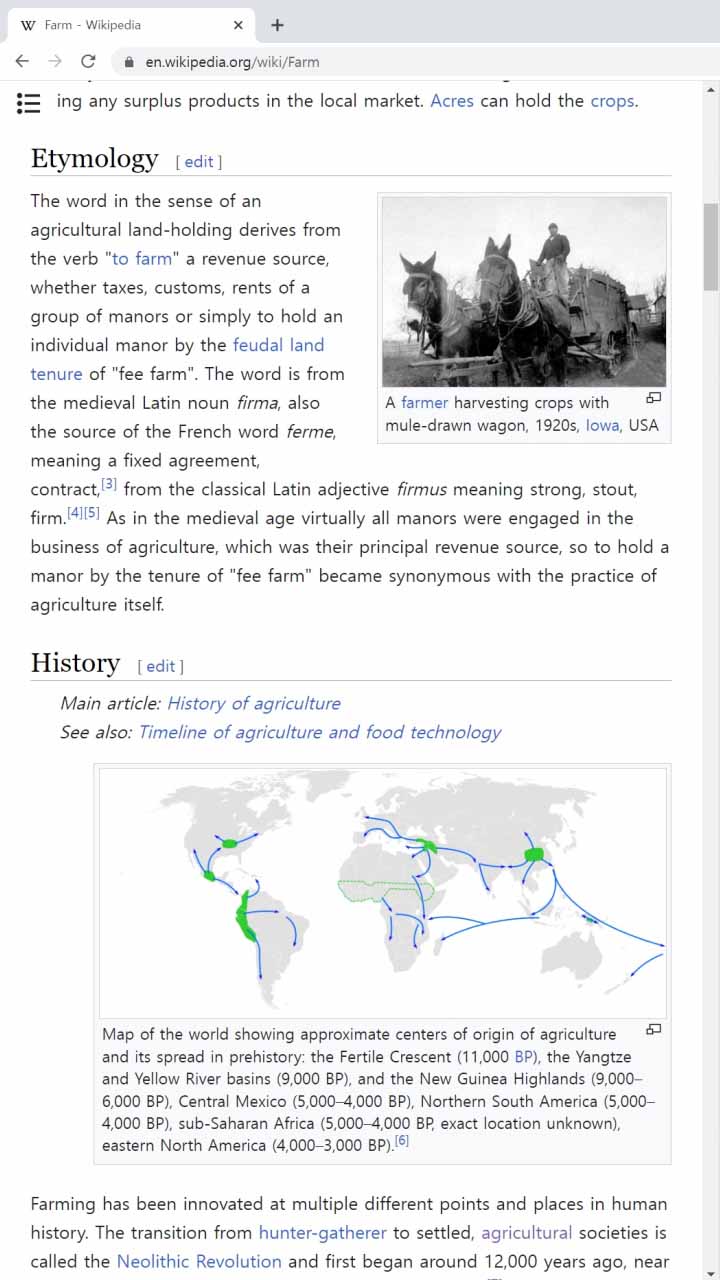 Farm - Wikipedia
en.wikipedia.org/wiki/Farm
ing any surplus products in the local market. Acres can hold the crops.
Etymology [ edit ]
The word in the sense of an
agricultural land-holding derives from
the verb "to farm" a revenue source,
whether taxes, customs, rents of a
group of manors or simply to hold an
individual manor by the feudal land
tenure of "fee farm". The word is from
the medieval Latin noun firma, also
the source of the French word ferme,
meaning a fixed agreement,
contract,[3] from the classical Latin adjective firmus meaning strong, stout,
firm.[4][5] As in the medieval age virtually all manors were engaged in the
business of agriculture, which was their principal revenue source, so to hold a
manor by the tenure of "fee farm" became synonymous with the practice of
agriculture itself.
A farmer harvesting crops with
mule-drawn wagon, 1920s, Iowa, USA
History [ edit ]
Main article: History of agriculture
See also: Timeline of agriculture and food technology
Map of the world showing approximate centers of origin of agriculture
and its spread in prehistory: the Fertile Crescent (11,000 BP), the Yangtze
and Yellow River basins (9,000 BP), and the New Guinea Highlands (9,000–
6,000 BP), Central Mexico (5,000–4,000 BP), Northern South America (5,000–
4,000 BP), sub-Saharan Africa (5,000–4,000 BP, exact location unknown),
eastern North America (4,000–3,000 BP).[6]
Farming has been innovated at multiple different points and places in human
history. The transition from hunter-gatherer to settled, agricultural societies is
called the Neolithic Revolution and first began around 12,000 years ago, near